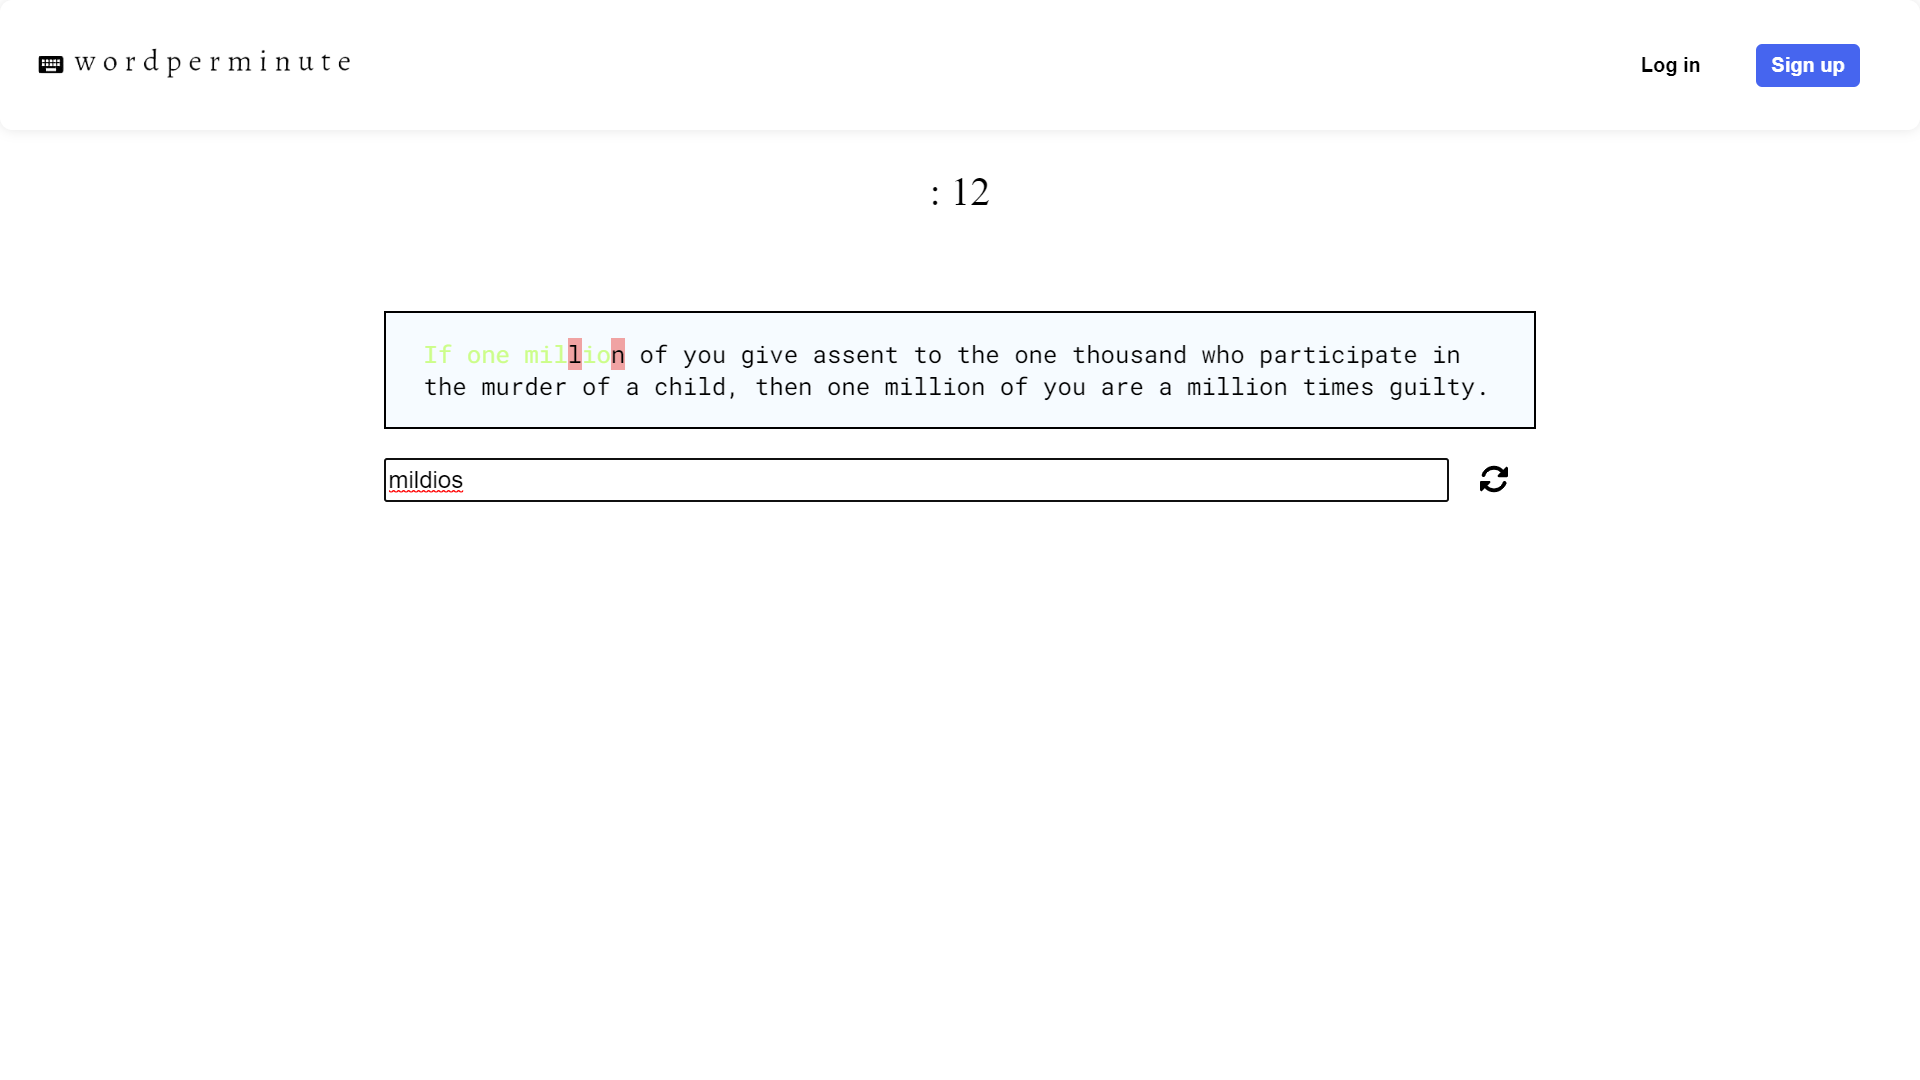 wordperminute
Log in
Sign up
: 12
If one million of you give assent to the one thousand who participate in
the murder of a child, then one million of you are a million times guilty.
mildios